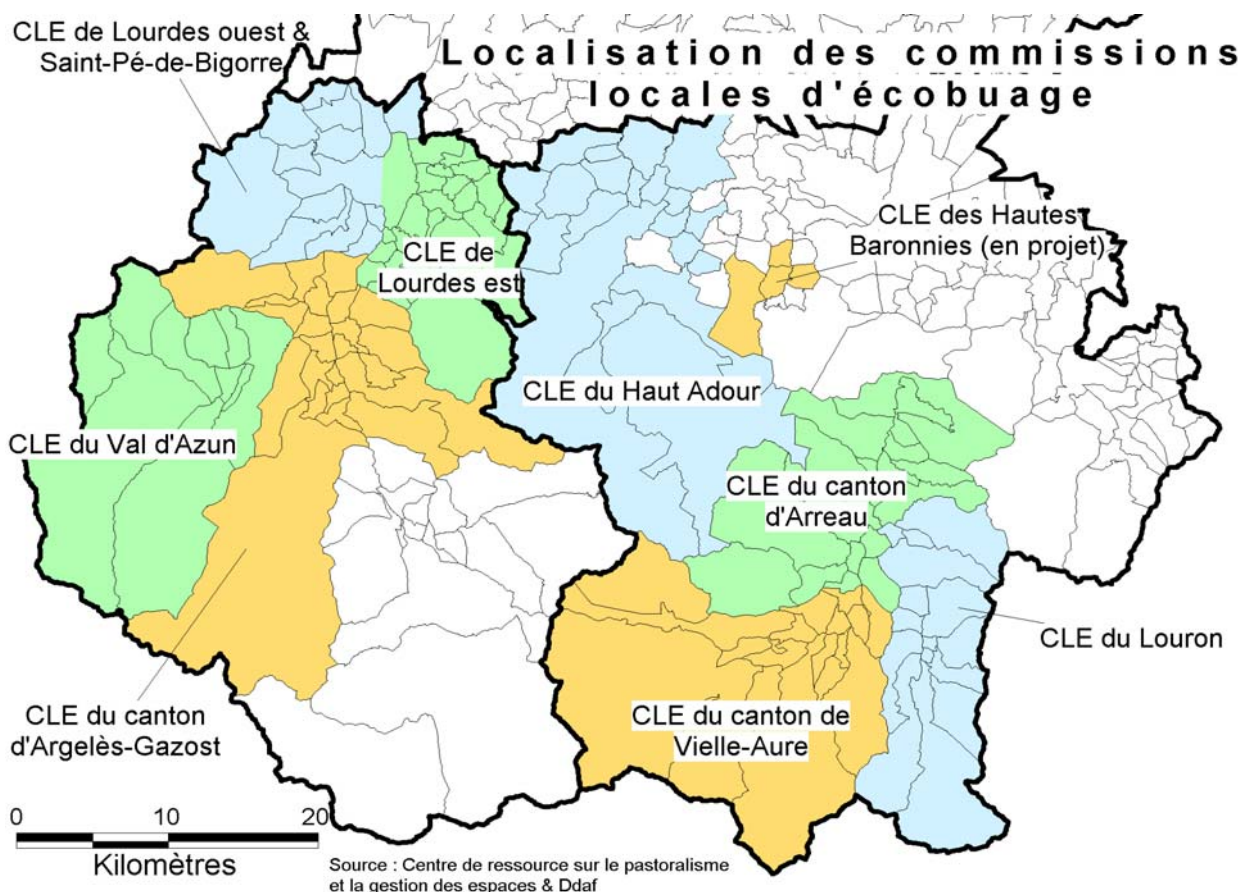 CLE de Lourdes ouest &
Saint-Pé-de-Bigorre
Localisation des commissions
locales d'écobuage
CLE des Hautes
Baronnies (en projet)
CLE de
Lourdes est
CLE du Haut Adour
CLE du Val d'Azun
CLE du canton
d'Arreau
CLE du Louron
CLE du canton
d'Argelès-Gazost
CLE du canton de
Vielle-Aure
0 10 20
Kilomètres
Source : Centre de ressource sur le pastoralisme
et la gestion des espaces & Ddaf